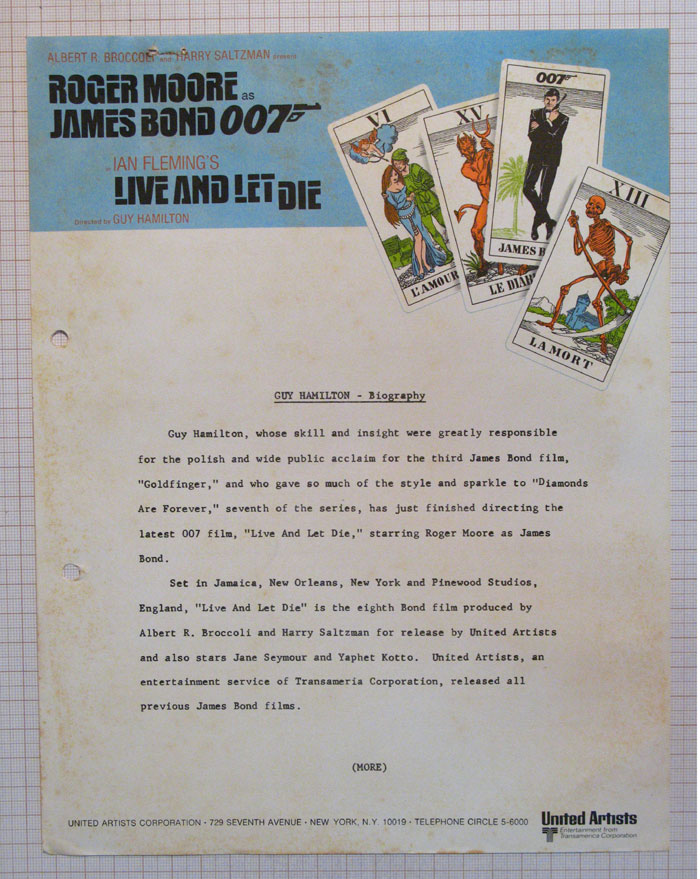 ALBERT R. BROCCOLI and HARRY SALTZMAN present
ROGER MOORE as
JAMES BOND 007
in IAN FLEMING'S
LIVE AND LET DIE
Directed by GUY HAMILTON
VI
L'AMOUR
XV
LE DIAB
007
JAMES B
XIII
LA MORT
GUY HAMILTON - Biography
Guy Hamilton, whose skill and insight were greatly responsible
for the polish and wide public acclaim for the third James Bond film,
"Goldfinger," and who gave so much of the style and sparkle to "Diamonds
Are Forever," seventh of the series, has just finished directing the
latest 007 film, "Live And Let Die," starring Roger Moore as James
Bond.
Set in Jamaica, New Orleans, New York and Pinewood Studios,
England, "Live And Let Die" is the eighth Bond film produced by
Albert R. Broccoli and Harry Saltzman for release by United Artists
and also stars Jane Seymour and Yaphet Kotto. United Artists, an
entertainment service of Transameria Corporation, released all
previous James Bond films.
(MORE)
UNITED ARTISTS CORPORATION • 729 SEVENTH AVENUE • NEW YORK, N.Y. 10019 • TELEPHONE CIRCLE 5-6000
United Artists
Entertainment from
Transamerica Corporation